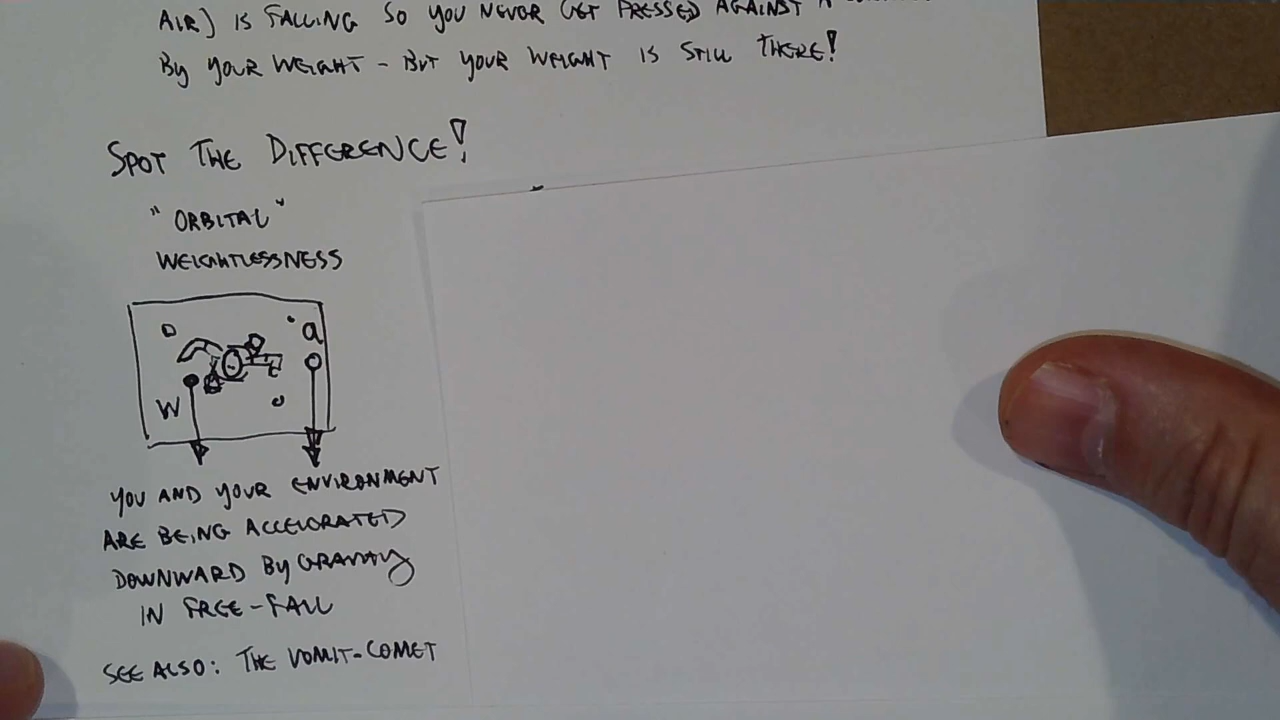 AIR) IS FALLING SO YOU NEVER GET PRESSED AGAINST A
BY YOUR WEIGHT - BUT YOUR WEIGHT IS STILL THERE!
SPOT THE DIFFERENCE!
"ORBITAL"
WEIGHTLESSNESS
a
W
YOU AND YOUR ENVIRONMENT
ARE BEING ACCELORATED
DOWNWARD BY GRAVITY
IN FREE-FALL
SEE ALSO: THE VOMIT-COMET